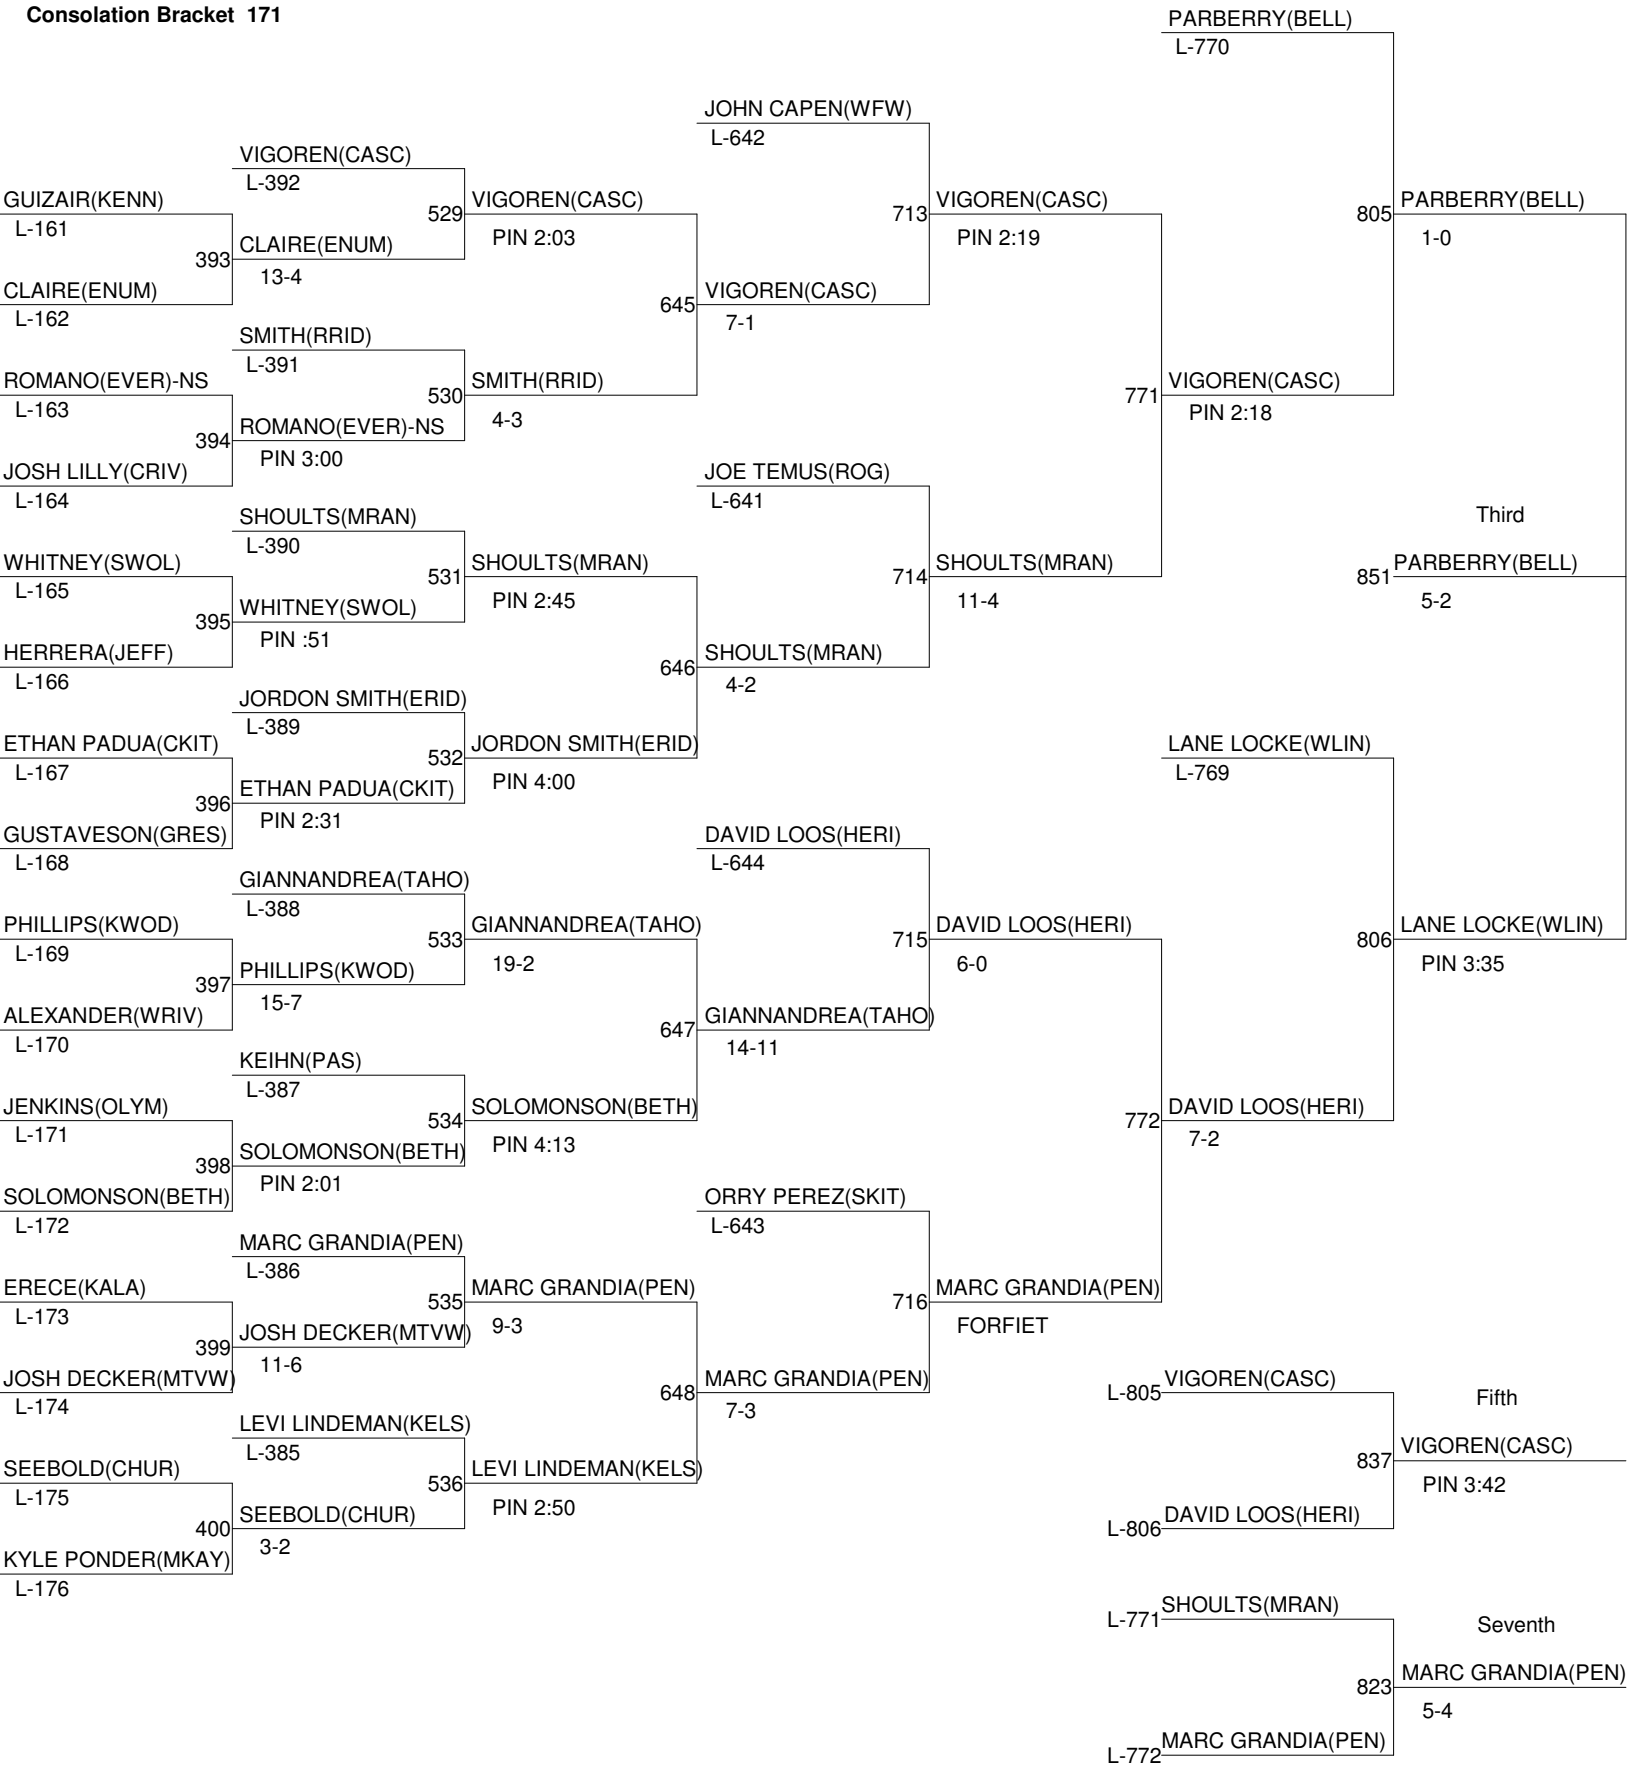 Consolation Bracket 171
PARBERRY(BELL)
L-770
JOHN CAPEN(WFW)
L-642
VIGOREN(CASC)
L-392
GUIZAIR(KENN)
L-161
529
VIGOREN(CASC)
PIN 2:03
713
VIGOREN(CASC)
PIN 2:19
805
PARBERRY(BELL)
1-0
393
CLAIRE(ENUM)
13-4
CLAIRE(ENUM)
L-162
645
VIGOREN(CASC)
7-1
SMITH(RRID)
L-391
ROMANO(EVER)-NS
L-163
530
SMITH(RRID)
4-3
771
VIGOREN(CASC)
PIN 2:18
394
ROMANO(EVER)-NS
PIN 3:00
JOSH LILLY(CRIV)
L-164
JOE TEMUS(ROG)
L-641
SHOULTS(MRAN)
L-390
Third
WHITNEY(SWOL)
L-165
531
SHOULTS(MRAN)
PIN 2:45
714
SHOULTS(MRAN)
11-4
851
PARBERRY(BELL)
5-2
395
WHITNEY(SWOL)
PIN :51
HERRERA(JEFF)
L-166
646
SHOULTS(MRAN)
4-2
JORDON SMITH(ERID)
L-389
ETHAN PADUA(CKIT)
L-167
532
JORDON SMITH(ERID)
PIN 4:00
LANE LOCKE(WLIN)
L-769
396
ETHAN PADUA(CKIT)
PIN 2:31
GUSTAVESON(GRES)
L-168
DAVID LOOS(HERI)
L-644
GIANNANDREA(TAHO)
L-388
PHILLIPS(KWOD)
L-169
533
GIANNANDREA(TAHO)
19-2
715
DAVID LOOS(HERI)
6-0
806
LANE LOCKE(WLIN)
PIN 3:35
397
PHILLIPS(KWOD)
15-7
ALEXANDER(WRIV)
L-170
647
GIANNANDREA(TAHO)
14-11
KEIHN(PAS)
L-387
JENKINS(OLYM)
L-171
534
SOLOMONSON(BETH)
PIN 4:13
772
DAVID LOOS(HERI)
7-2
398
SOLOMONSON(BETH)
PIN 2:01
SOLOMONSON(BETH)
L-172
ORRY PEREZ(SKIT)
L-643
MARC GRANDIA(PEN)
L-386
ERECE(KALA)
L-173
535
MARC GRANDIA(PEN)
9-3
716
MARC GRANDIA(PEN)
FORFIET
399
JOSH DECKER(MTVW)
11-6
JOSH DECKER(MTVW)
L-174
648
MARC GRANDIA(PEN)
7-3
L-805
VIGOREN(CASC)
Fifth
LEVI LINDEMAN(KELS)
L-385
837
VIGOREN(CASC)
PIN 3:42
SEEBOLD(CHUR)
L-175
536
LEVI LINDEMAN(KELS)
PIN 2:50
400
SEEBOLD(CHUR)
3-2
L-806
DAVID LOOS(HERI)
KYLE PONDER(MKAY)
L-176
L-771
SHOULTS(MRAN)
Seventh
823
MARC GRANDIA(PEN)
5-4
L-772
MARC GRANDIA(PEN)